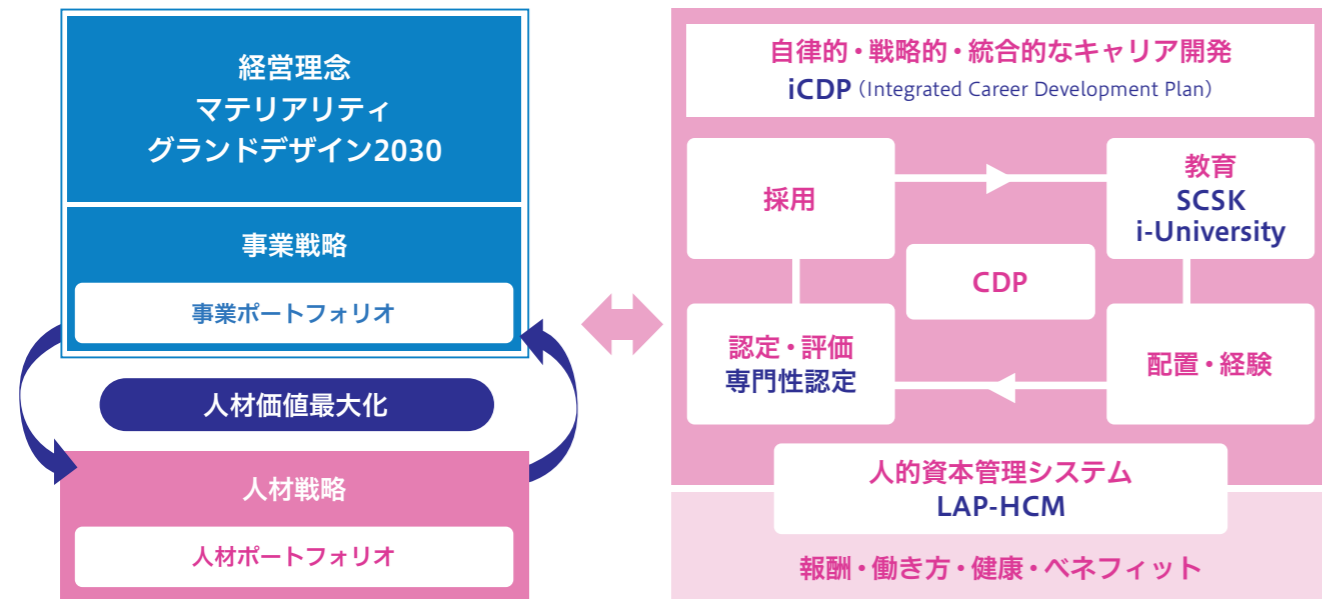 経営理念
マテリアリティ
グランドデザイン2030
事業戦略
事業ポートフォリオ
人材価値最大化
人材戦略
人材ポートフォリオ
自律的・戦略的・統合的なキャリア開発
iCDP（Integrated Career Development Plan）
採用
教育
SCSK
i-University
CDP
認定・評価
専門性認定
配置・経験
人的資本管理システム
LAP-HCM
報酬・働き方・健康・ベネフィット